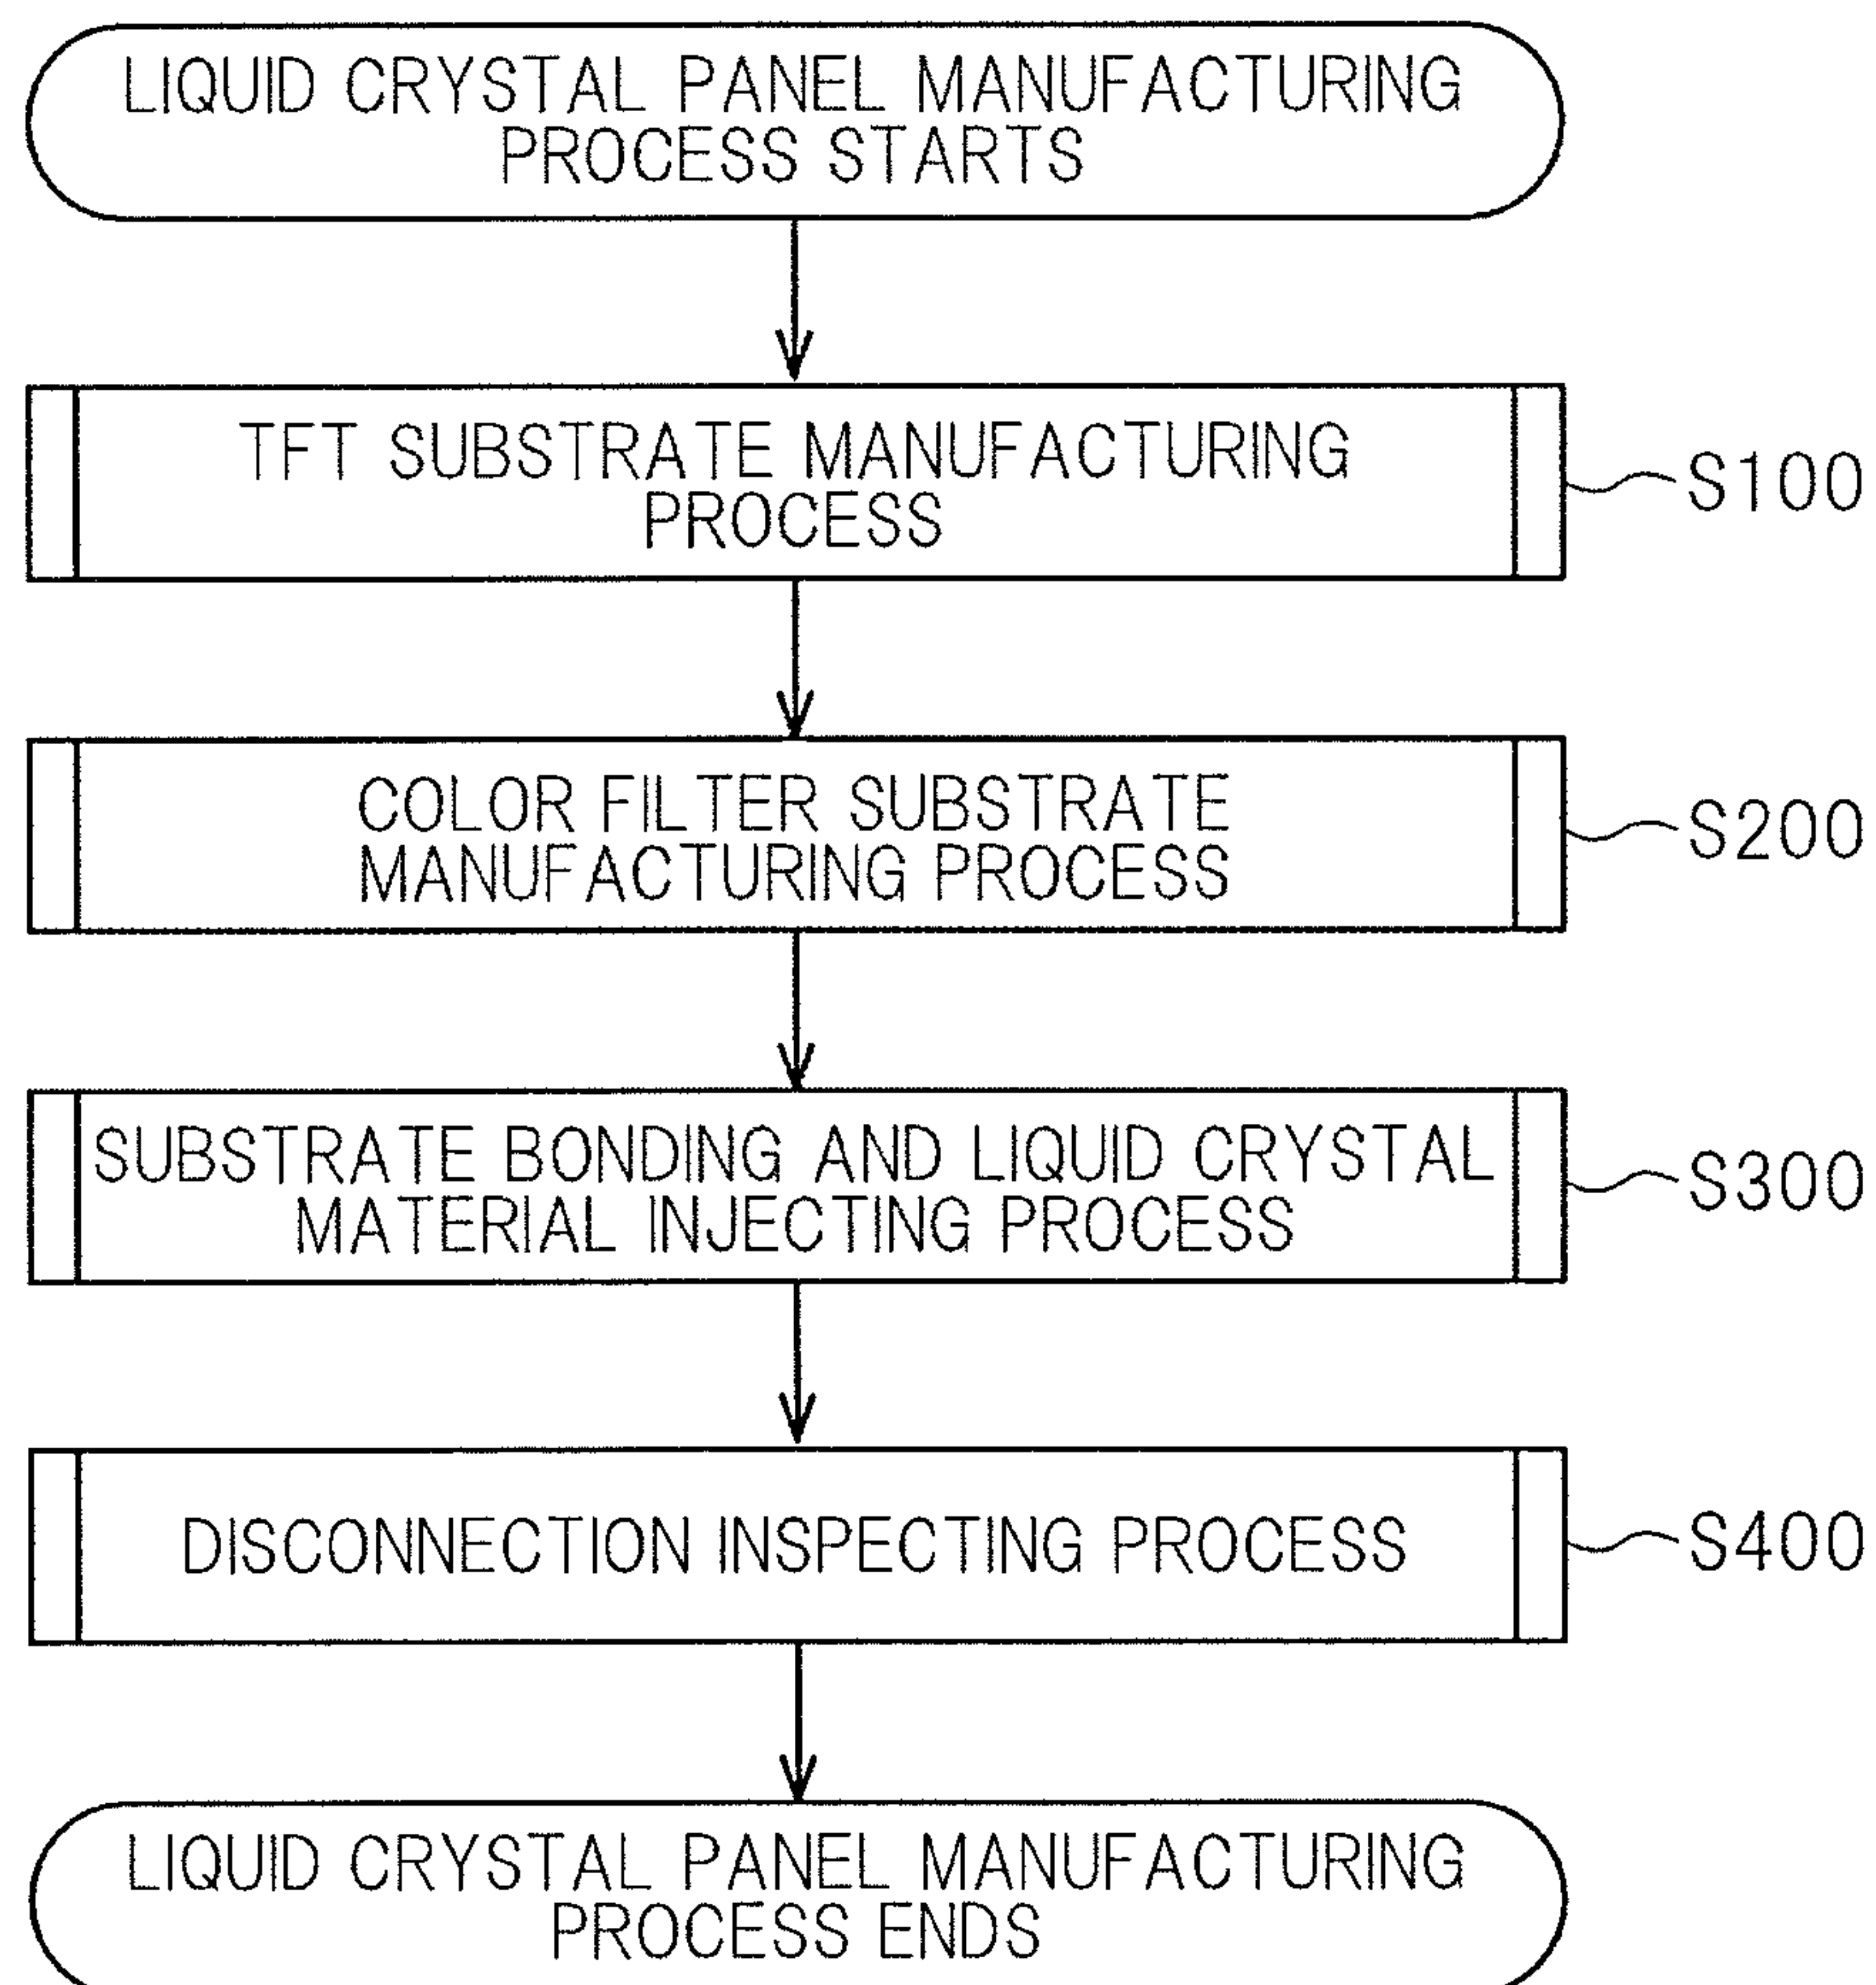 LIQUID CRYSTAL PANEL MANUFACTURING
PROCESS STARTS
TFT SUBSTRATE MANUFACTURING
PROCESS
S100
COLOR FILTER SUBSTRATE
MANUFACTURING PROCESS
S200
SUBSTRATE BONDING AND LIQUID CRYSTAL
MATERIAL INJECTING PROCESS
S300
DISCONNECTION INSPECTING PROCESS
S400
LIQUID CRYSTAL PANEL MANUFACTURING
PROCESS ENDS